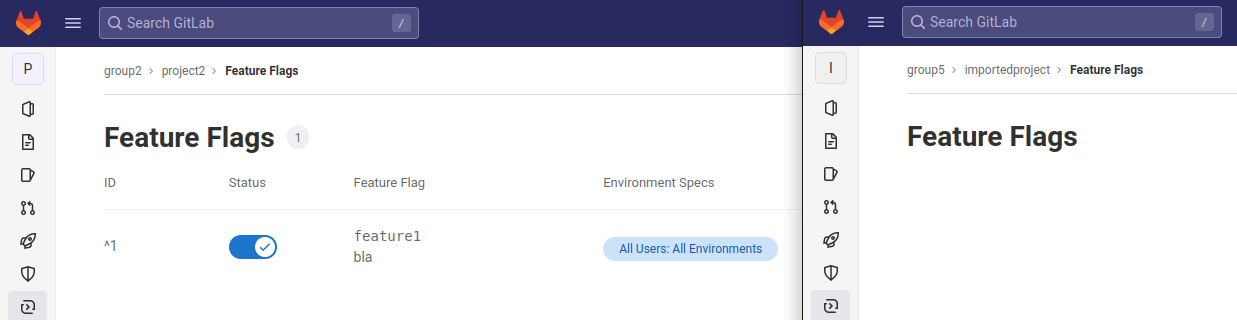 Search GitLab /
P
group2 > project2 > Feature Flags
Feature Flags 1
ID Status Feature Flag Environment Specs
^1 feature1 All Users: All Environments
bla
Search GitLab /
I
group5 > importedproject > Feature Flags
Feature Flags